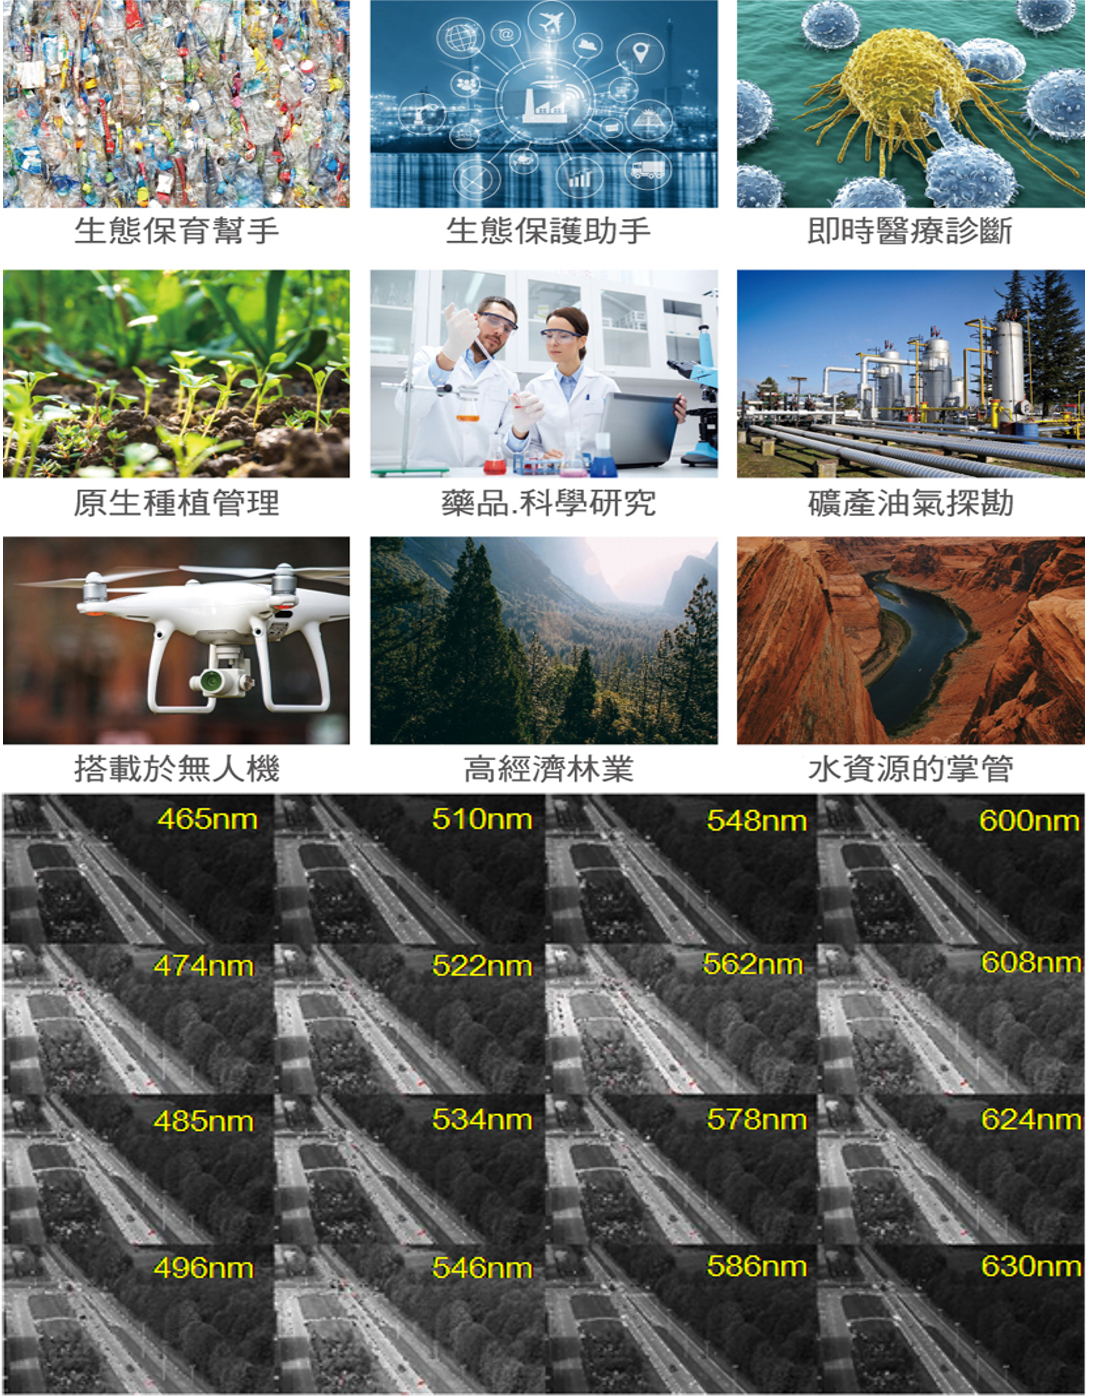 生態保育幫手
生態保護助手
即時醫療診斷
原生種植管理
藥品.科學研究
礦產油氣探勘
搭載於無人機
高經濟林業
水資源的掌管
465nm
510nm
548nm
600nm
474nm
522nm
562nm
608nm
485nm
534nm
578nm
624nm
496nm
546nm
586nm
630nm